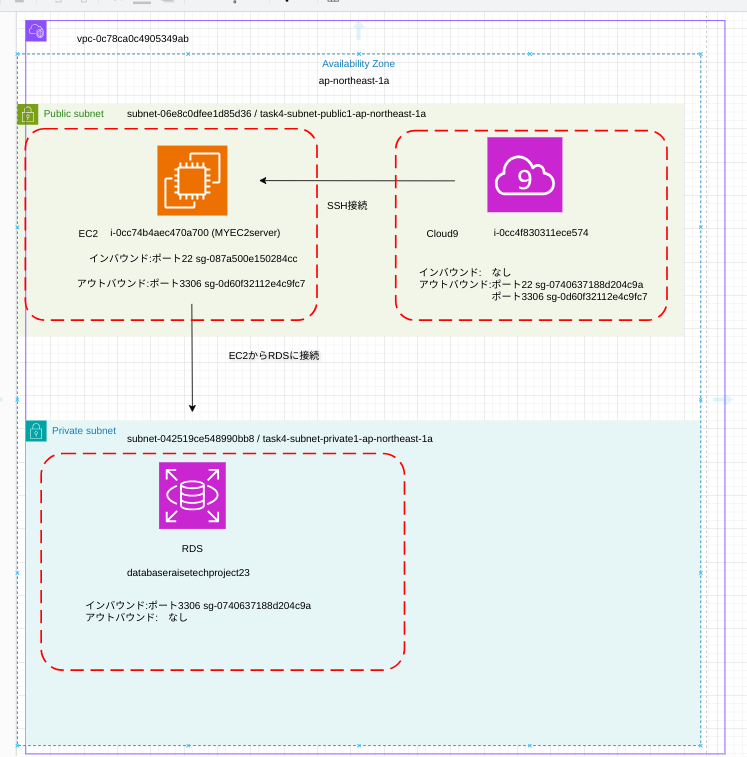 vpc-0c78ca0c4905349ab
Availability Zone
ap-northeast-1a
Public subnet
subnet-06e8c0dfee1d85d36 / task4-subnet-public1-ap-northeast-1a
9
SSH接続
EC2
i-0cc74b4aec470a700 (MYEC2server)
インバウンド:ポート22 sg-087a500e150284cc
アウトバウンド:ポート3306 sg-0d60f32112e4c9fc7
Cloud9
i-0cc4f830311ece574
インバウンド: なし
アウトバウンド:ポート22 sg-0740637188d204c9a
ポート3306 sg-0d60f32112e4c9fc7
EC2からRDSに接続
Private subnet
subnet-042519ce548990bb8 / task4-subnet-private1-ap-northeast-1a
RDS
databaseraisetechproject23
インバウンド:ポート3306 sg-0740637188d204c9a
アウトバウンド: なし